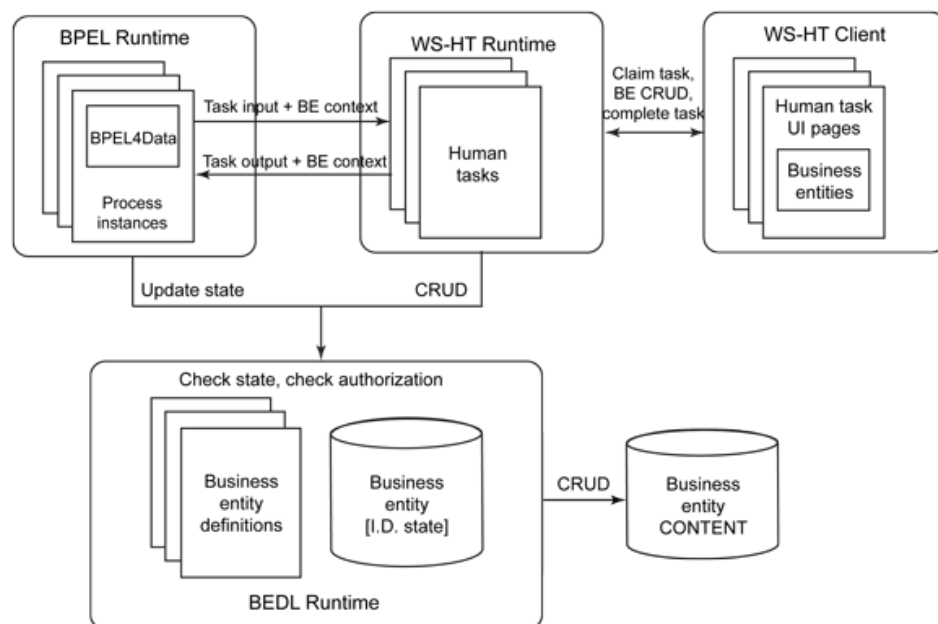 BPEL Runtime
BPEL4Data
Process
instances
Task input + BE context
Task output + BE context
WS-HT Runtime
Human
tasks
Claim task,
BE CRUD,
complete task
WS-HT Client
Human task
UI pages
Business
entities
Update state
CRUD
Check state, check authorization
Business
entity
definitions
Business
entity
[I.D. state]
BEDL Runtime
CRUD
Business
entity
CONTENT